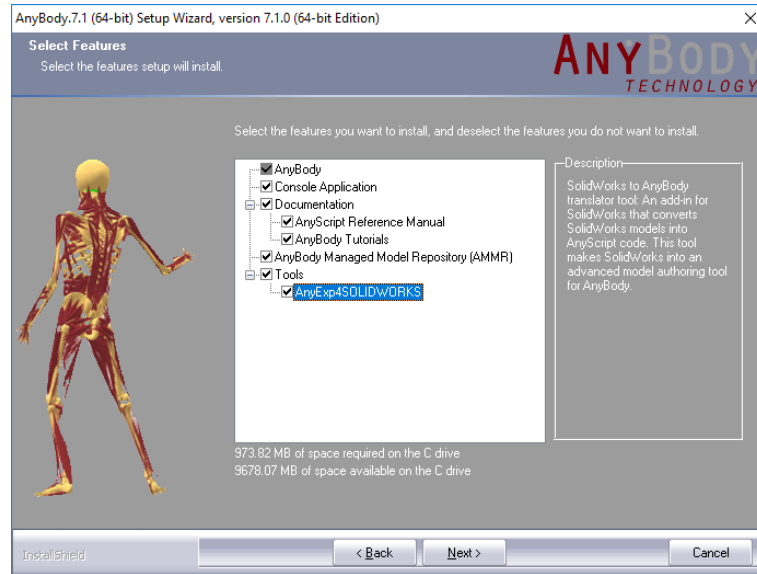 AnyBody.7.1 (64-bit) Setup Wizard, version 7.1.0 (64-bit Edition)
Select Features
Select the features setup will install.
ANYBODY
TECHNOLOGY
Select the features you want to install, and deselect the features you do not want to install.
AnyBody
Console Application
Documentation
AnyScript Reference Manual
AnyBody Tutorials
AnyBody Managed Model Repository (AMMR)
Tools
AnyExp4SOLIDWORKS
Description
SolidWorks to AnyBody
translator tool: An add-in for
SolidWorks that converts
SolidWorks models into
AnyScript code. This tool
makes SolidWorks into an
advanced model authoring tool
for AnyBody.
973.82 MB of space required on the C drive
9678.07 MB of space available on the C drive
InstallShield
< Back
Next >
Cancel